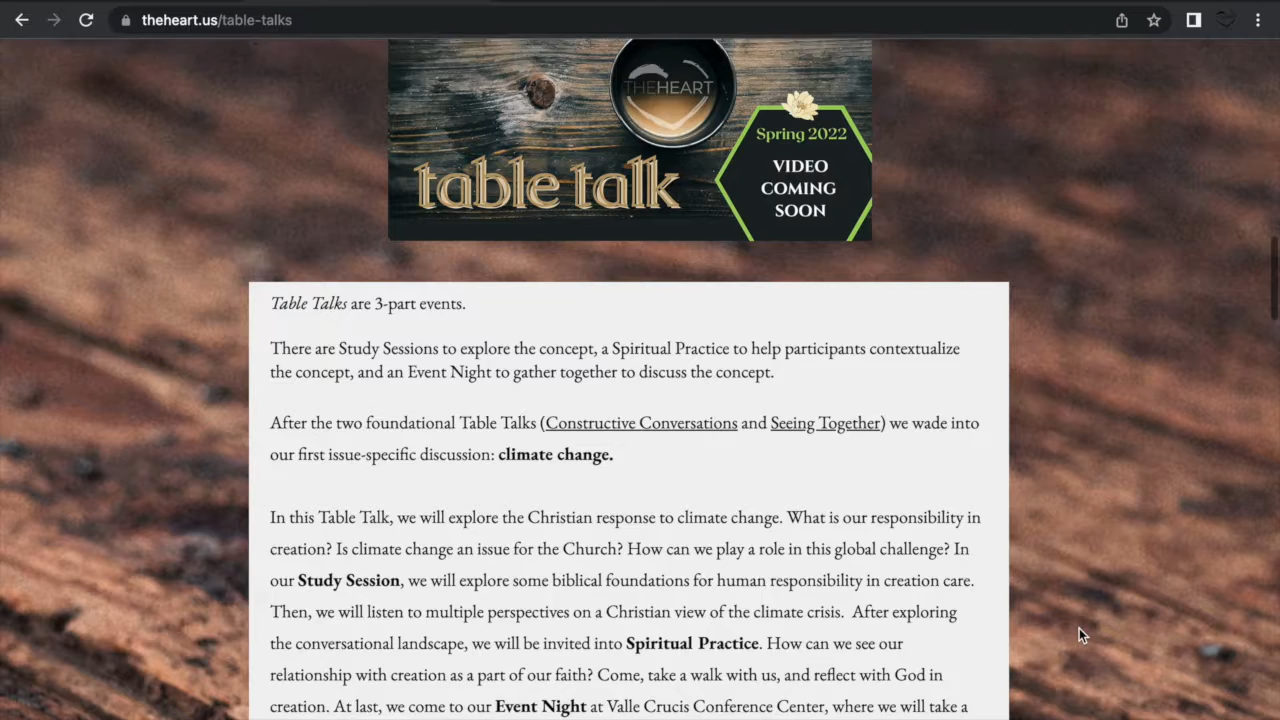 theheart.us/table-talks
THEHEART
Spring 2022
VIDEO
COMING
SOON
table talk
Table Talks are 3-part events.
There are Study Sessions to explore the concept, a Spiritual Practice to help participants contextualize
the concept, and an Event Night to gather together to discuss the concept.
After the two foundational Table Talks (Constructive Conversations and Seeing Together) we wade into
our first issue-specific discussion: climate change.
In this Table Talk, we will explore the Christian response to climate change. What is our responsibility in
creation? Is climate change an issue for the Church? How can we play a role in this global challenge? In
our Study Session, we will explore some biblical foundations for human responsibility in creation care.
Then, we will listen to multiple perspectives on a Christian view of the climate crisis. After exploring
the conversational landscape, we will be invited into Spiritual Practice. How can we see our
relationship with creation as a part of our faith? Come, take a walk with us, and reflect with God in
creation. At last, we come to our Event Night at Valle Crucis Conference Center, where we will take a